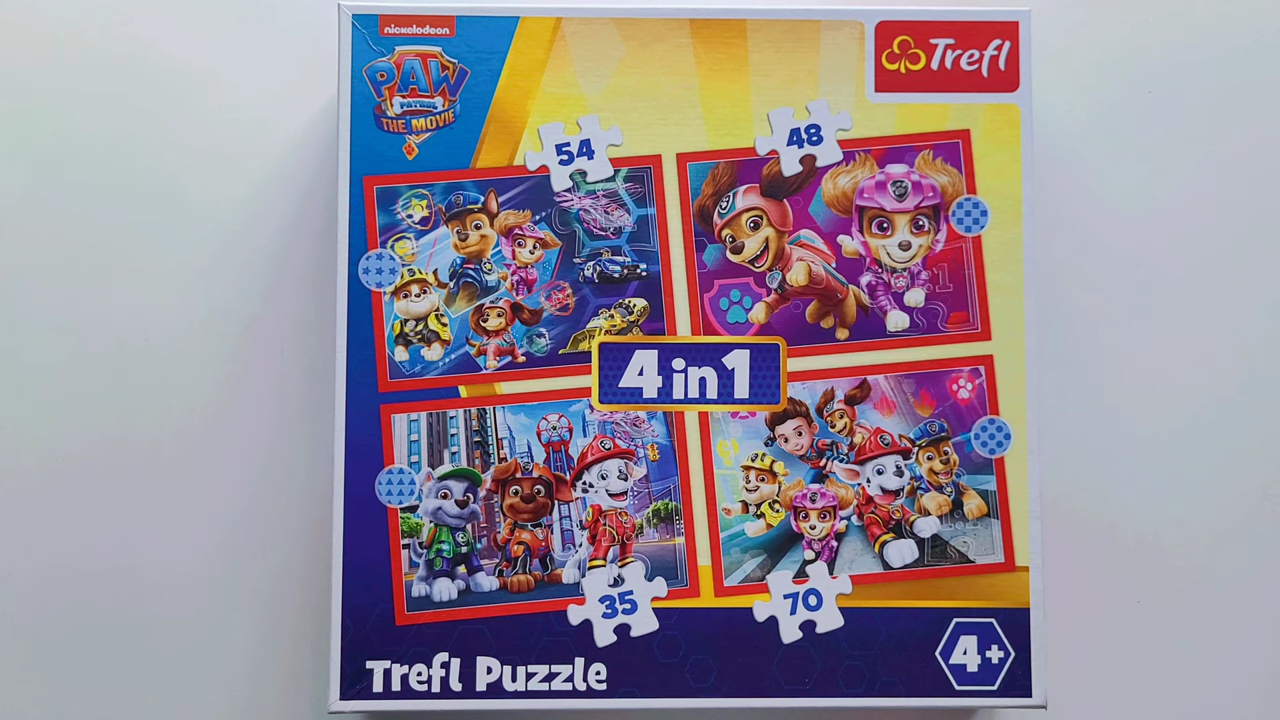 nickelodeon
PAW
PATROL
THE MOVIE
Trefl
54
48
4 in 1
35
70
Trefl Puzzle
4+